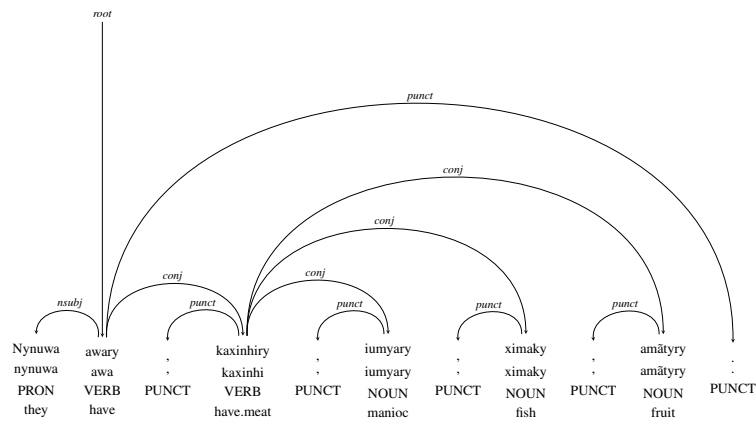 root
punct
conj
conj
nsubj conj punct conj punct punct punct
Nynuwa awary , kaxinhiry , iumyary , ximaky , amãtyry .
nynuwa awa , kaxinhi , iumyary , ximaky , amãtyry .
PRON VERB PUNCT VERB PUNCT NOUN PUNCT NOUN PUNCT NOUN PUNCT
they have have.meat manioc fish fruit